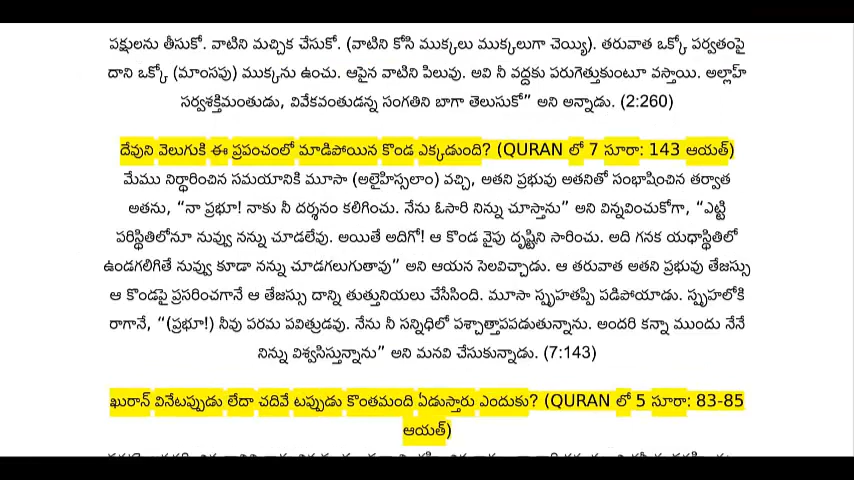 పక్షులను తీసుకో. వాటిని మచ్చిక చేసుకో. (వాటిని కోసి ముక్కలు ముక్కలుగా చెయ్యి). తరువాత ఒక్కో పర్వతంపై
దాని ఒక్కో (మాంసపు) ముక్కను ఉంచు. ఆపైన వాటిని పిలువు. అవి నీ వద్దకు పరుగెత్తుకుంటూ వస్తాయి. అల్లాహ్
సర్వశక్తిమంతుడు, వివేకవంతుడన్న సంగతిని బాగా తెలుసుకో” అని అన్నాడు. (2:260)
దేవుని వెలుగుకి ఈ ప్రపంచంలో మాడిపోయిన కొండ ఎక్కడుంది? (QURAN లో 7 సూరా: 143 ఆయత్)
మేము నిర్ధారించిన సమయానికి మూసా (అలైహిస్సలాం) వచ్చి, అతని ప్రభువు అతనితో సంభాషించిన తర్వాత
అతను, “నా ప్రభూ! నాకు నీ దర్శనం కలిగించు. నేను ఓసారి నిన్ను చూస్తాను” అని విన్నవించుకోగా, “ఎట్టి
పరిస్థితిలోనూ నువ్వు నన్ను చూడలేవు. అయితే అదిగో! ఆ కొండ వైపు దృష్టిని సారించు. అది గనక యధాస్థితిలో
ఉండగలిగితే నువ్వు కూడా నన్ను చూడగలుగుతావు” అని ఆయన సెలవిచ్చాడు. ఆ తరువాత అతని ప్రభువు తేజస్సు
ఆ కొండపై ప్రసరించగానే ఆ తేజస్సు దాన్ని తుత్తునియలు చేసేసింది. మూసా స్పృహతప్పి పడిపోయాడు. స్పృహలోకి
రాగానే, “(ప్రభూ!) నీవు పరమ పవిత్రుడవు. నేను నీ సన్నిధిలో పశ్చాత్తాపపడుతున్నాను. అందరి కన్నా ముందు నేనే
నిన్ను విశ్వసిస్తున్నాను” అని మనవి చేసుకున్నాడు. (7:143)
ఖురాన్ వినేటప్పుడు లేదా చదివే టప్పుడు కొంతమంది ఏడుస్తారు ఎందుకు? (QURAN లో 5 సూరా: 83-85
ఆయత్)